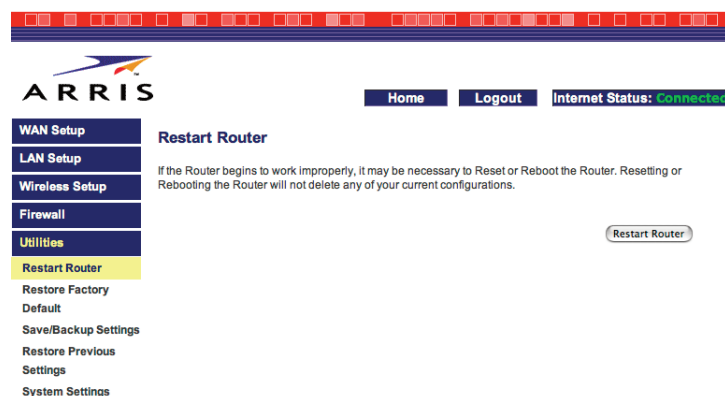 ARRIS
Home
Logout
Internet Status: Connected
WAN Setup
LAN Setup
Wireless Setup
Firewall
Utilities
Restart Router
Restore Factory
Default
Save/Backup Settings
Restore Previous
Settings
System Settings
Restart Router
If the Router begins to work improperly, it may be necessary to Reset or Reboot the Router. Resetting or
Rebooting the Router will not delete any of your current configurations.
Restart Router